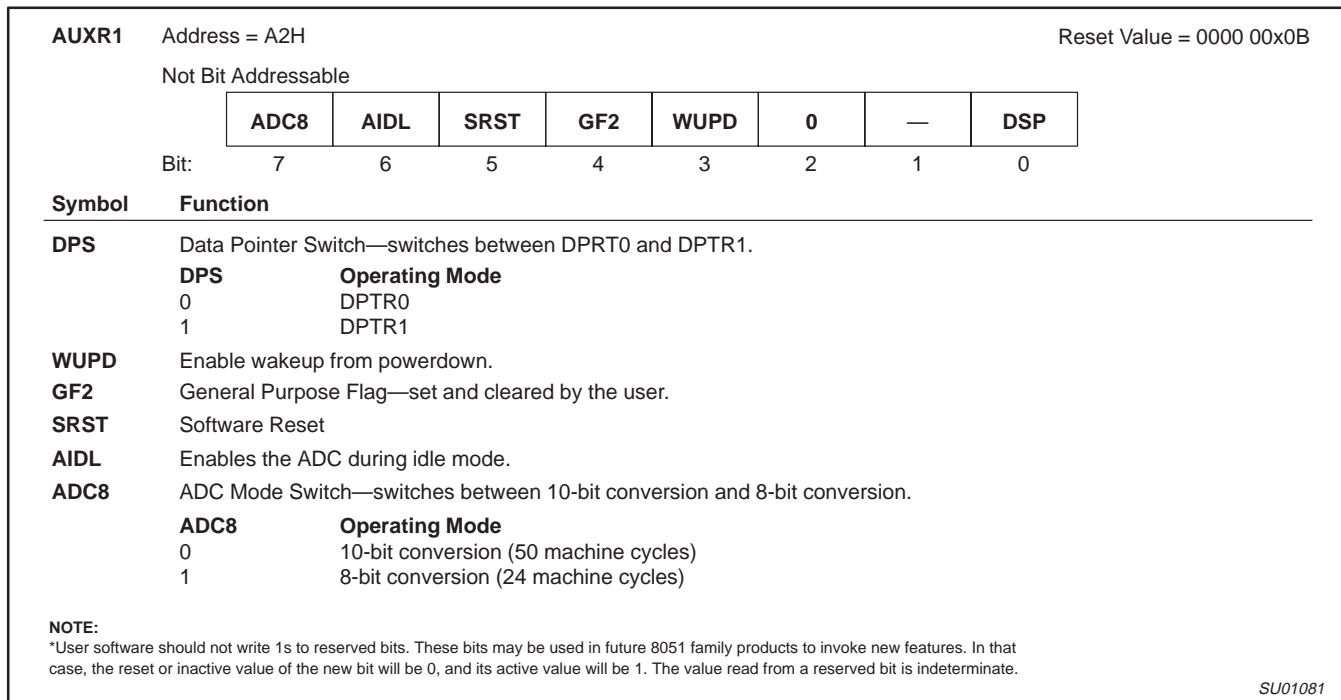 AUXR1 Address = A2H Reset Value = 0000 00x0B
Not Bit Addressable
ADC8 AIDL SRST GF2 WUPD 0 — DSP
Bit: 7 6 5 4 3 2 1 0
Symbol Function
DPS Data Pointer Switch—switches between DPRT0 and DPTR1.
DPS Operating Mode
0 DPTR0
1 DPTR1
WUPD Enable wakeup from powerdown.
GF2 General Purpose Flag—set and cleared by the user.
SRST Software Reset
AIDL Enables the ADC during idle mode.
ADC8 ADC Mode Switch—switches between 10-bit conversion and 8-bit conversion.
ADC8 Operating Mode
0 10-bit conversion (50 machine cycles)
1 8-bit conversion (24 machine cycles)
NOTE:
*User software should not write 1s to reserved bits. These bits may be used in future 8051 family products to invoke new features. In that
case, the reset or inactive value of the new bit will be 0, and its active value will be 1. The value read from a reserved bit is indeterminate.
SU01081